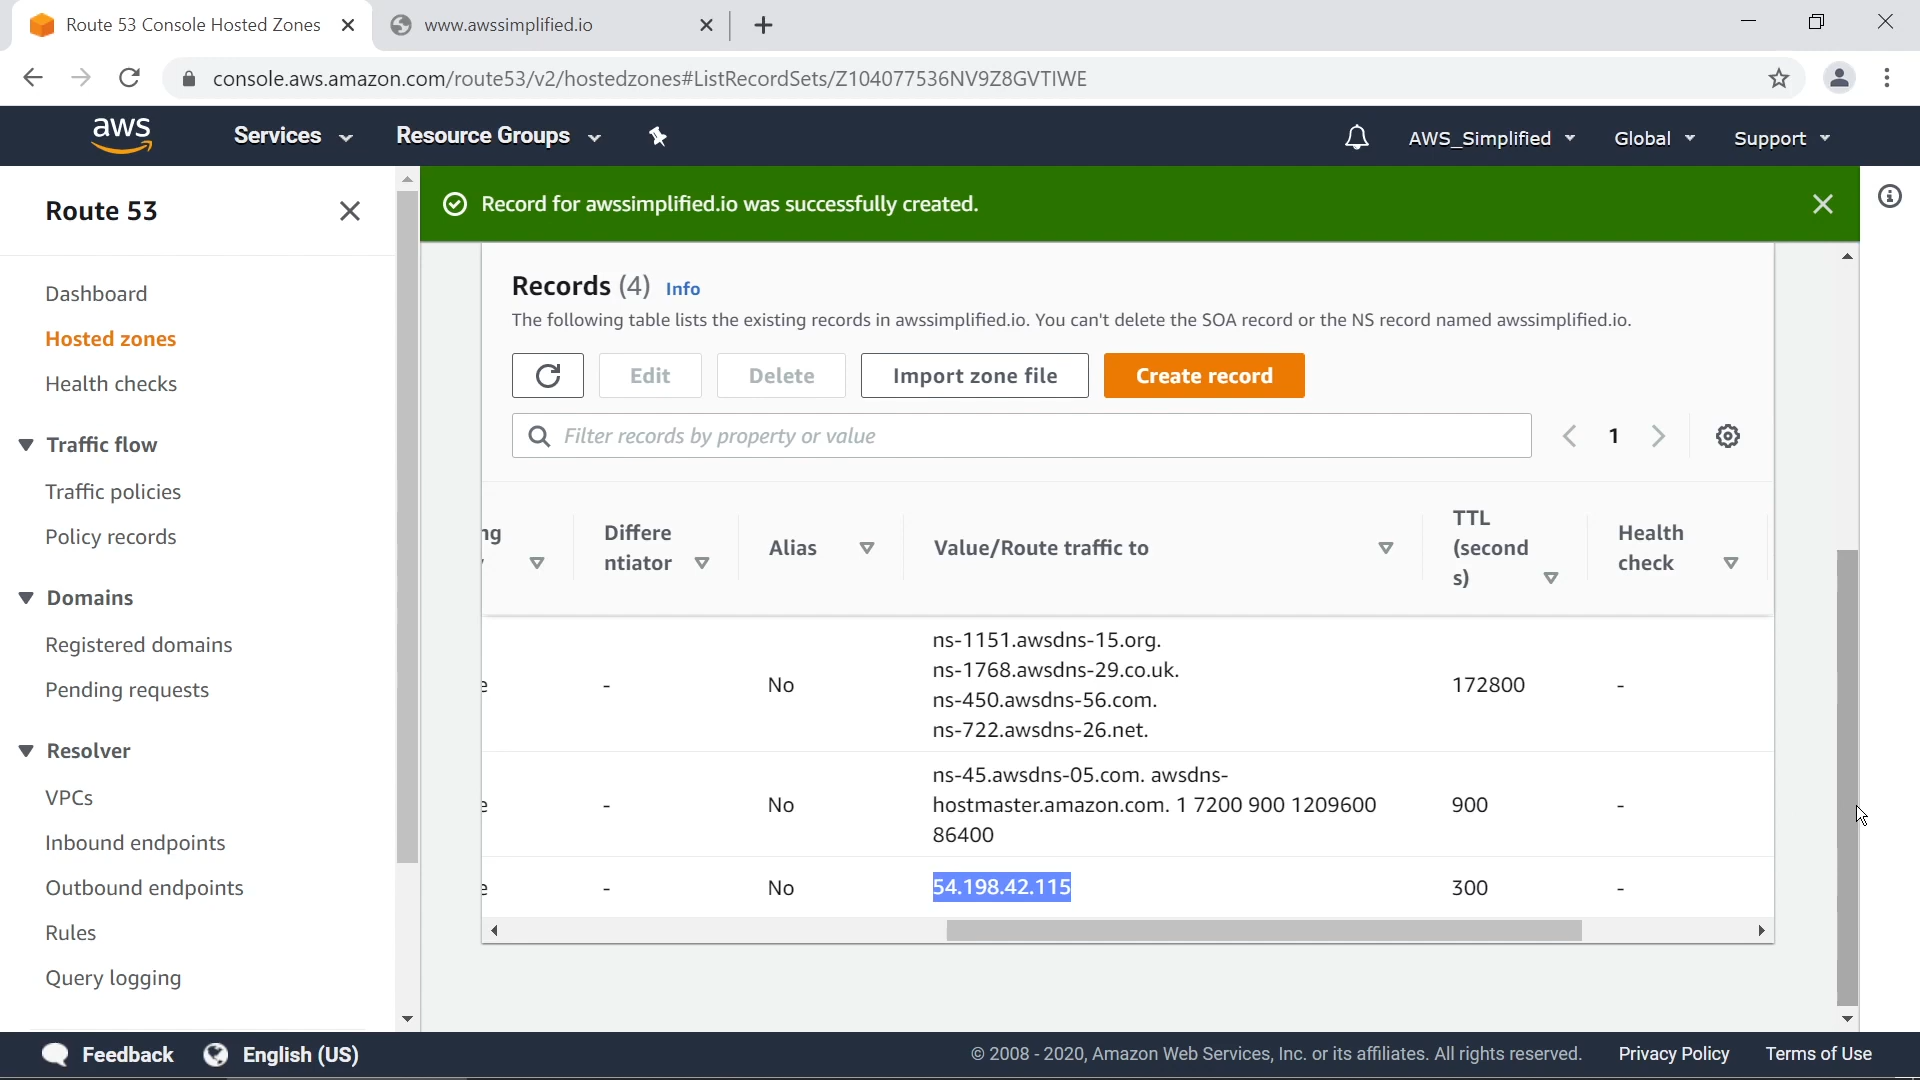 Route 53 Console Hosted Zones
www.awssimplified.io
console.aws.amazon.com/route53/v2/hostedzones#ListRecordSets/Z104077536NV9Z8GVTIWE
aws
Services
Resource Groups
AWS_Simplified
Global
Support
Route 53
Dashboard
Hosted zones
Health checks
Traffic flow
Traffic policies
Policy records
Domains
Registered domains
Pending requests
Resolver
VPCs
Inbound endpoints
Outbound endpoints
Rules
Query logging
Record for awssimplified.io was successfully created.
Records (4) Info
The following table lists the existing records in awssimplified.io. You can't delete the SOA record or the NS record named awssimplified.io.
Edit
Delete
Import zone file
Create record
Filter records by property or value
1
Differe
ntiator
Alias
Value/Route traffic to
TTL
(second
s)
Health
check
-
No
ns-1151.awsdns-15.org.
ns-1768.awsdns-29.co.uk.
ns-450.awsdns-56.com.
ns-722.awsdns-26.net.
172800
-
-
No
ns-45.awsdns-05.com. awsdns-
hostmaster.amazon.com. 1 7200 900 1209600
86400
900
-
-
No
54.198.42.115
300
-
Feedback
English (US)
© 2008 - 2020, Amazon Web Services, Inc. or its affiliates. All rights reserved.
Privacy Policy
Terms of Use